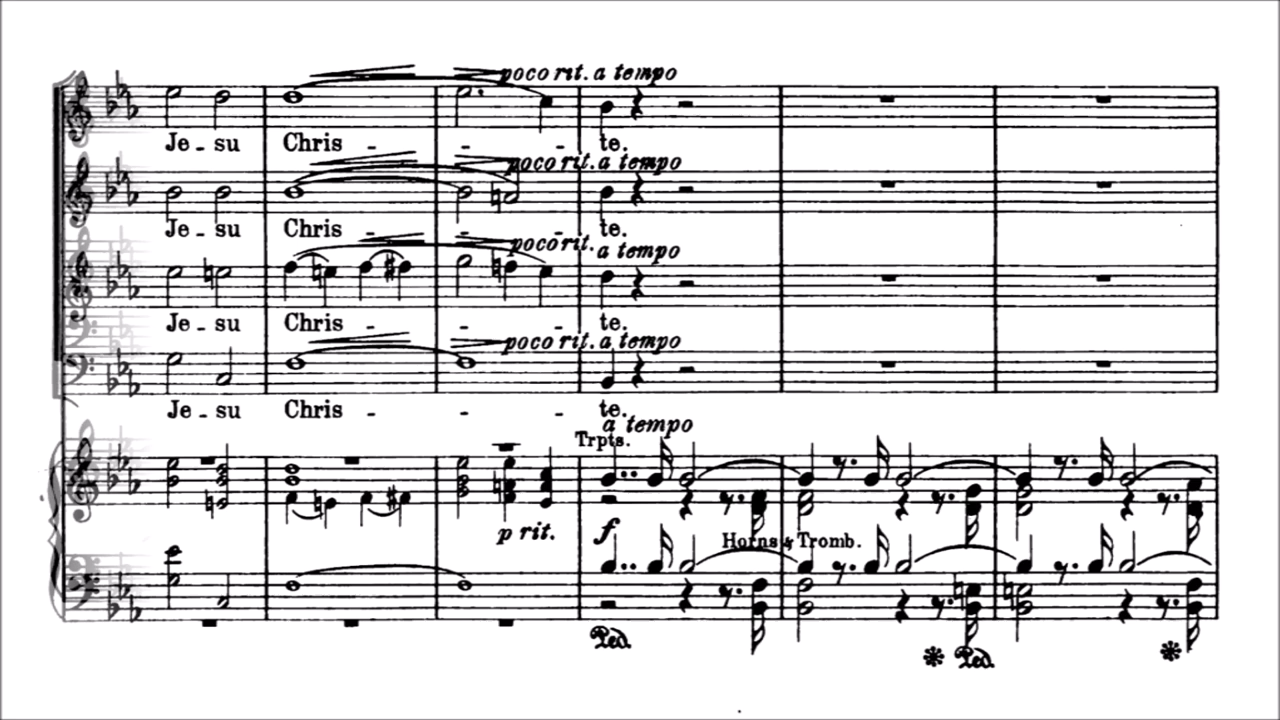 poco rit. a tempo
Je - su Chris - - - te.
poco rit. a tempo
Je - su Chris - - - te.
poco rit. a tempo
Je - su Chris - - - te.
poco rit. a tempo
Je - su Chris - - - te.
a tempo
Trpts.
p rit. f
Horns & Tromb.
Ped. Ped.